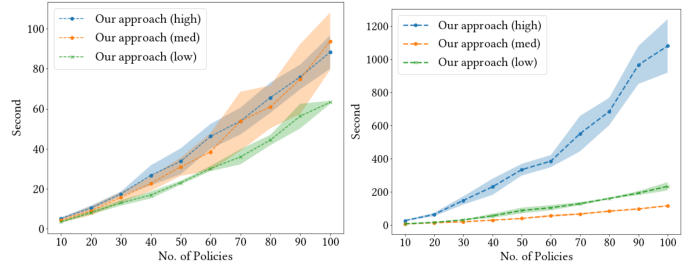 Our approach (high)
Our approach (med)
Our approach (low)
100
80
60
40
20
0
Second
10 20 30 40 50 60 70 80 90 100
No. of Policies
Our approach (high)
Our approach (med)
Our approach (low)
1200
1000
800
600
400
200
0
Second
10 20 30 40 50 60 70 80 90 100
No. of Policies